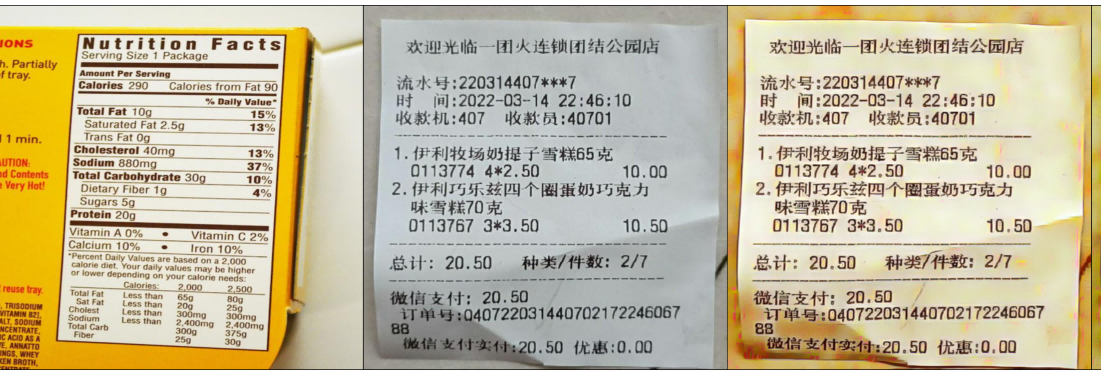 IONS
h. Partially
f tray.
1 min.
AUTION:
nd Contents
e Very Hot!
reuse tray.
, TRISODIUM
VITAMIN B2),
ALT, SODIUM
NCENTRATE,
IC ACID AS A
E, ANNATTO
INGS, WHEY
KEN BROTH,
Nutrition Facts
Serving Size 1 Package
Amount Per Serving
Calories 290 Calories from Fat 90
% Daily Value*
Total Fat 10g 15%
Saturated Fat 2.5g 13%
Trans Fat 0g
Cholesterol 40mg 13%
Sodium 880mg 37%
Total Carbohydrate 30g 10%
Dietary Fiber 1g 4%
Sugars 5g
Protein 20g
Vitamin A 0% • Vitamin C 2%
Calcium 10% • Iron 10%
*Percent Daily Values are based on a 2,000
calorie diet. Your daily values may be higher
or lower depending on your calorie needs:
Calories: 2,000 2,500
Total Fat Less than 65g 80g
Sat Fat Less than 20g 25g
Cholest Less than 300mg 300mg
Sodium Less than 2,400mg 2,400mg
Total Carb 300g 375g
Fiber 25g 30g
欢迎光临一团火连锁团结公园店
流水号:220314407***7
时 间:2022-03-14 22:46:10
收款机:407 收款员:40701
1.伊利牧场奶提子雪糕65克
0113774 4*2.50 10.00
2.伊利巧乐兹四个圈蛋奶巧克力
味雪糕70克
0113767 3*3.50 10.50
总计: 20.50 种类/件数: 2/7
微信支付: 20.50
订单号:0407220314407021722460 67
88
微信支付实付:20.50 优惠:0.00
欢迎光临一团火连锁团结公园店
流水号:220314407***7
时 间:2022-03-14 22:46:10
收款机:407 收款员:40701
1.伊利牧场奶提子雪糕65克
0113774 4*2.50 10.00
2.伊利巧乐兹四个圈蛋奶巧克力
味雪糕70克
0113767 3*3.50 10.50
总计: 20.50 种类/件数: 2/7
微信支付: 20.50
订单号:040722031440702172246067
88
微信支付实付:20.50 优惠:0.00